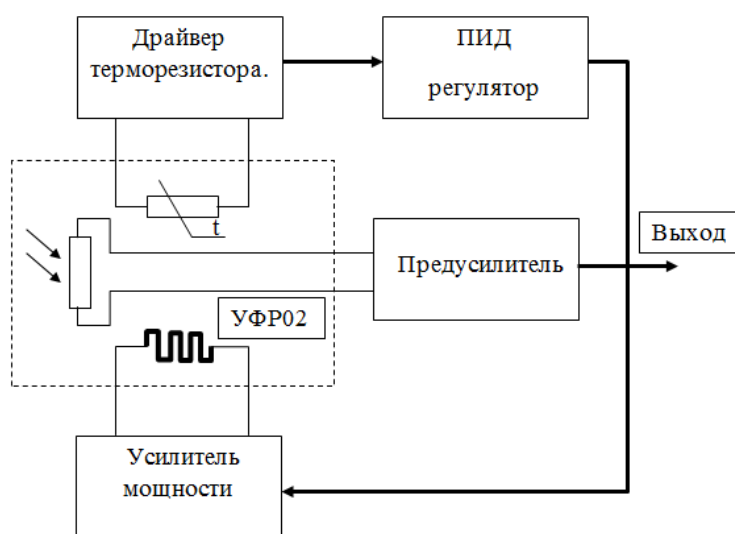 Драйвер
терморезистора.
ПИД
регулятор
t
Выход
Предусилитель
УФР02
Усилитель
мощности